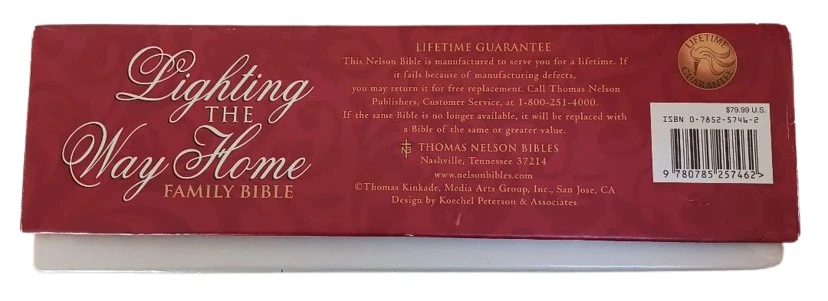 Lighting
THE
Way Home
FAMILY BIBLE
LIFETIME GUARANTEE
This Nelson Bible is manufactured to serve you for a lifetime. If
it fails because of manufacturing defects,
you may return it for free replacement. Call Thomas Nelson
Publishers, Customer Service, at 1-800-251-4000.
If the same Bible is no longer available, it will be replaced with
a Bible of the same or greater value.
NB THOMAS NELSON BIBLES
Nashville, Tennessee 37214
www.nelsonbibles.com
©Thomas Kinkade, Media Arts Group, Inc., San Jose, CA
Design by Koechel Peterson & Associates
LIFETIME
GUARANTEE
$79.99 U.S.
ISBN 0-7852-5746-2
9 780785 257462 >